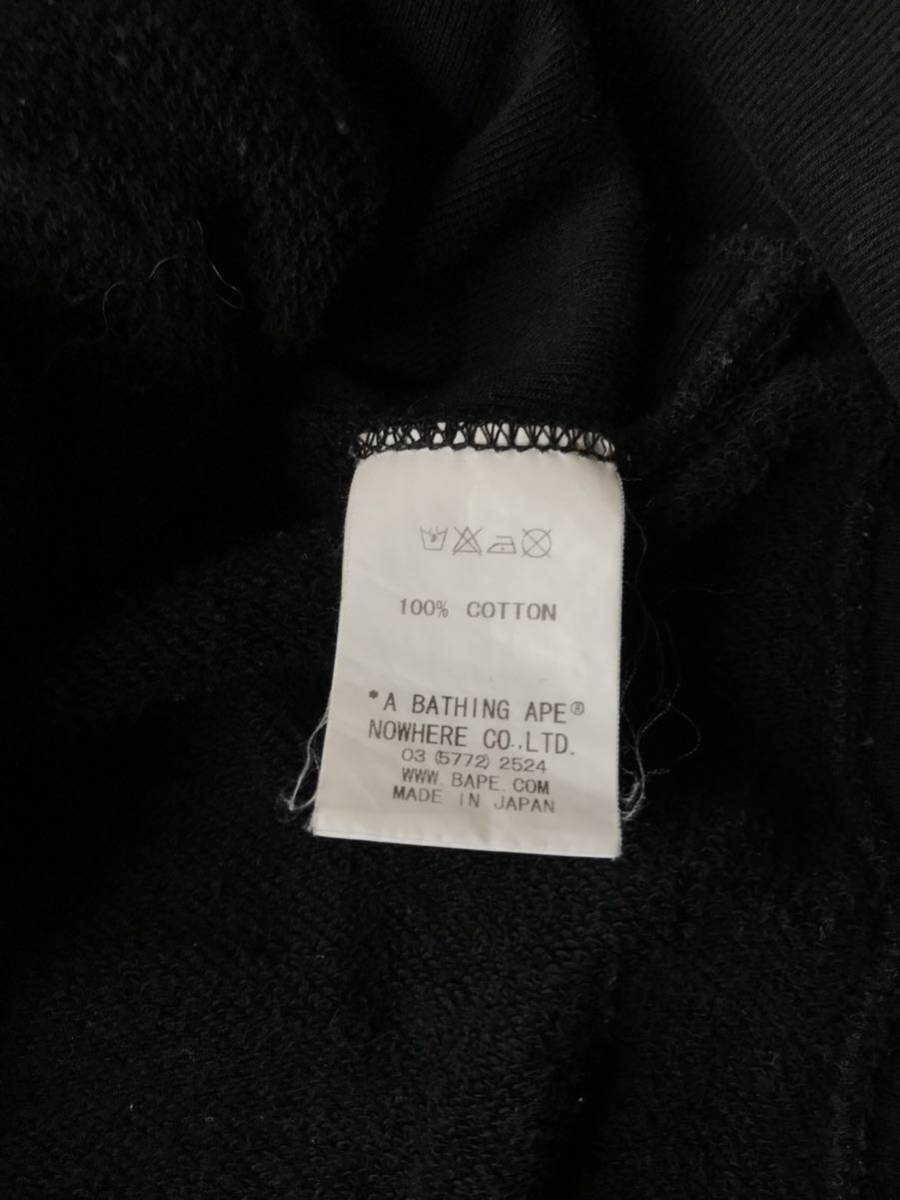 100% COTTON
*A BATHING APE®
NOWHERE CO.,LTD.
03 (5772) 2524
WWW. BAPE. COM
MADE IN JAPAN